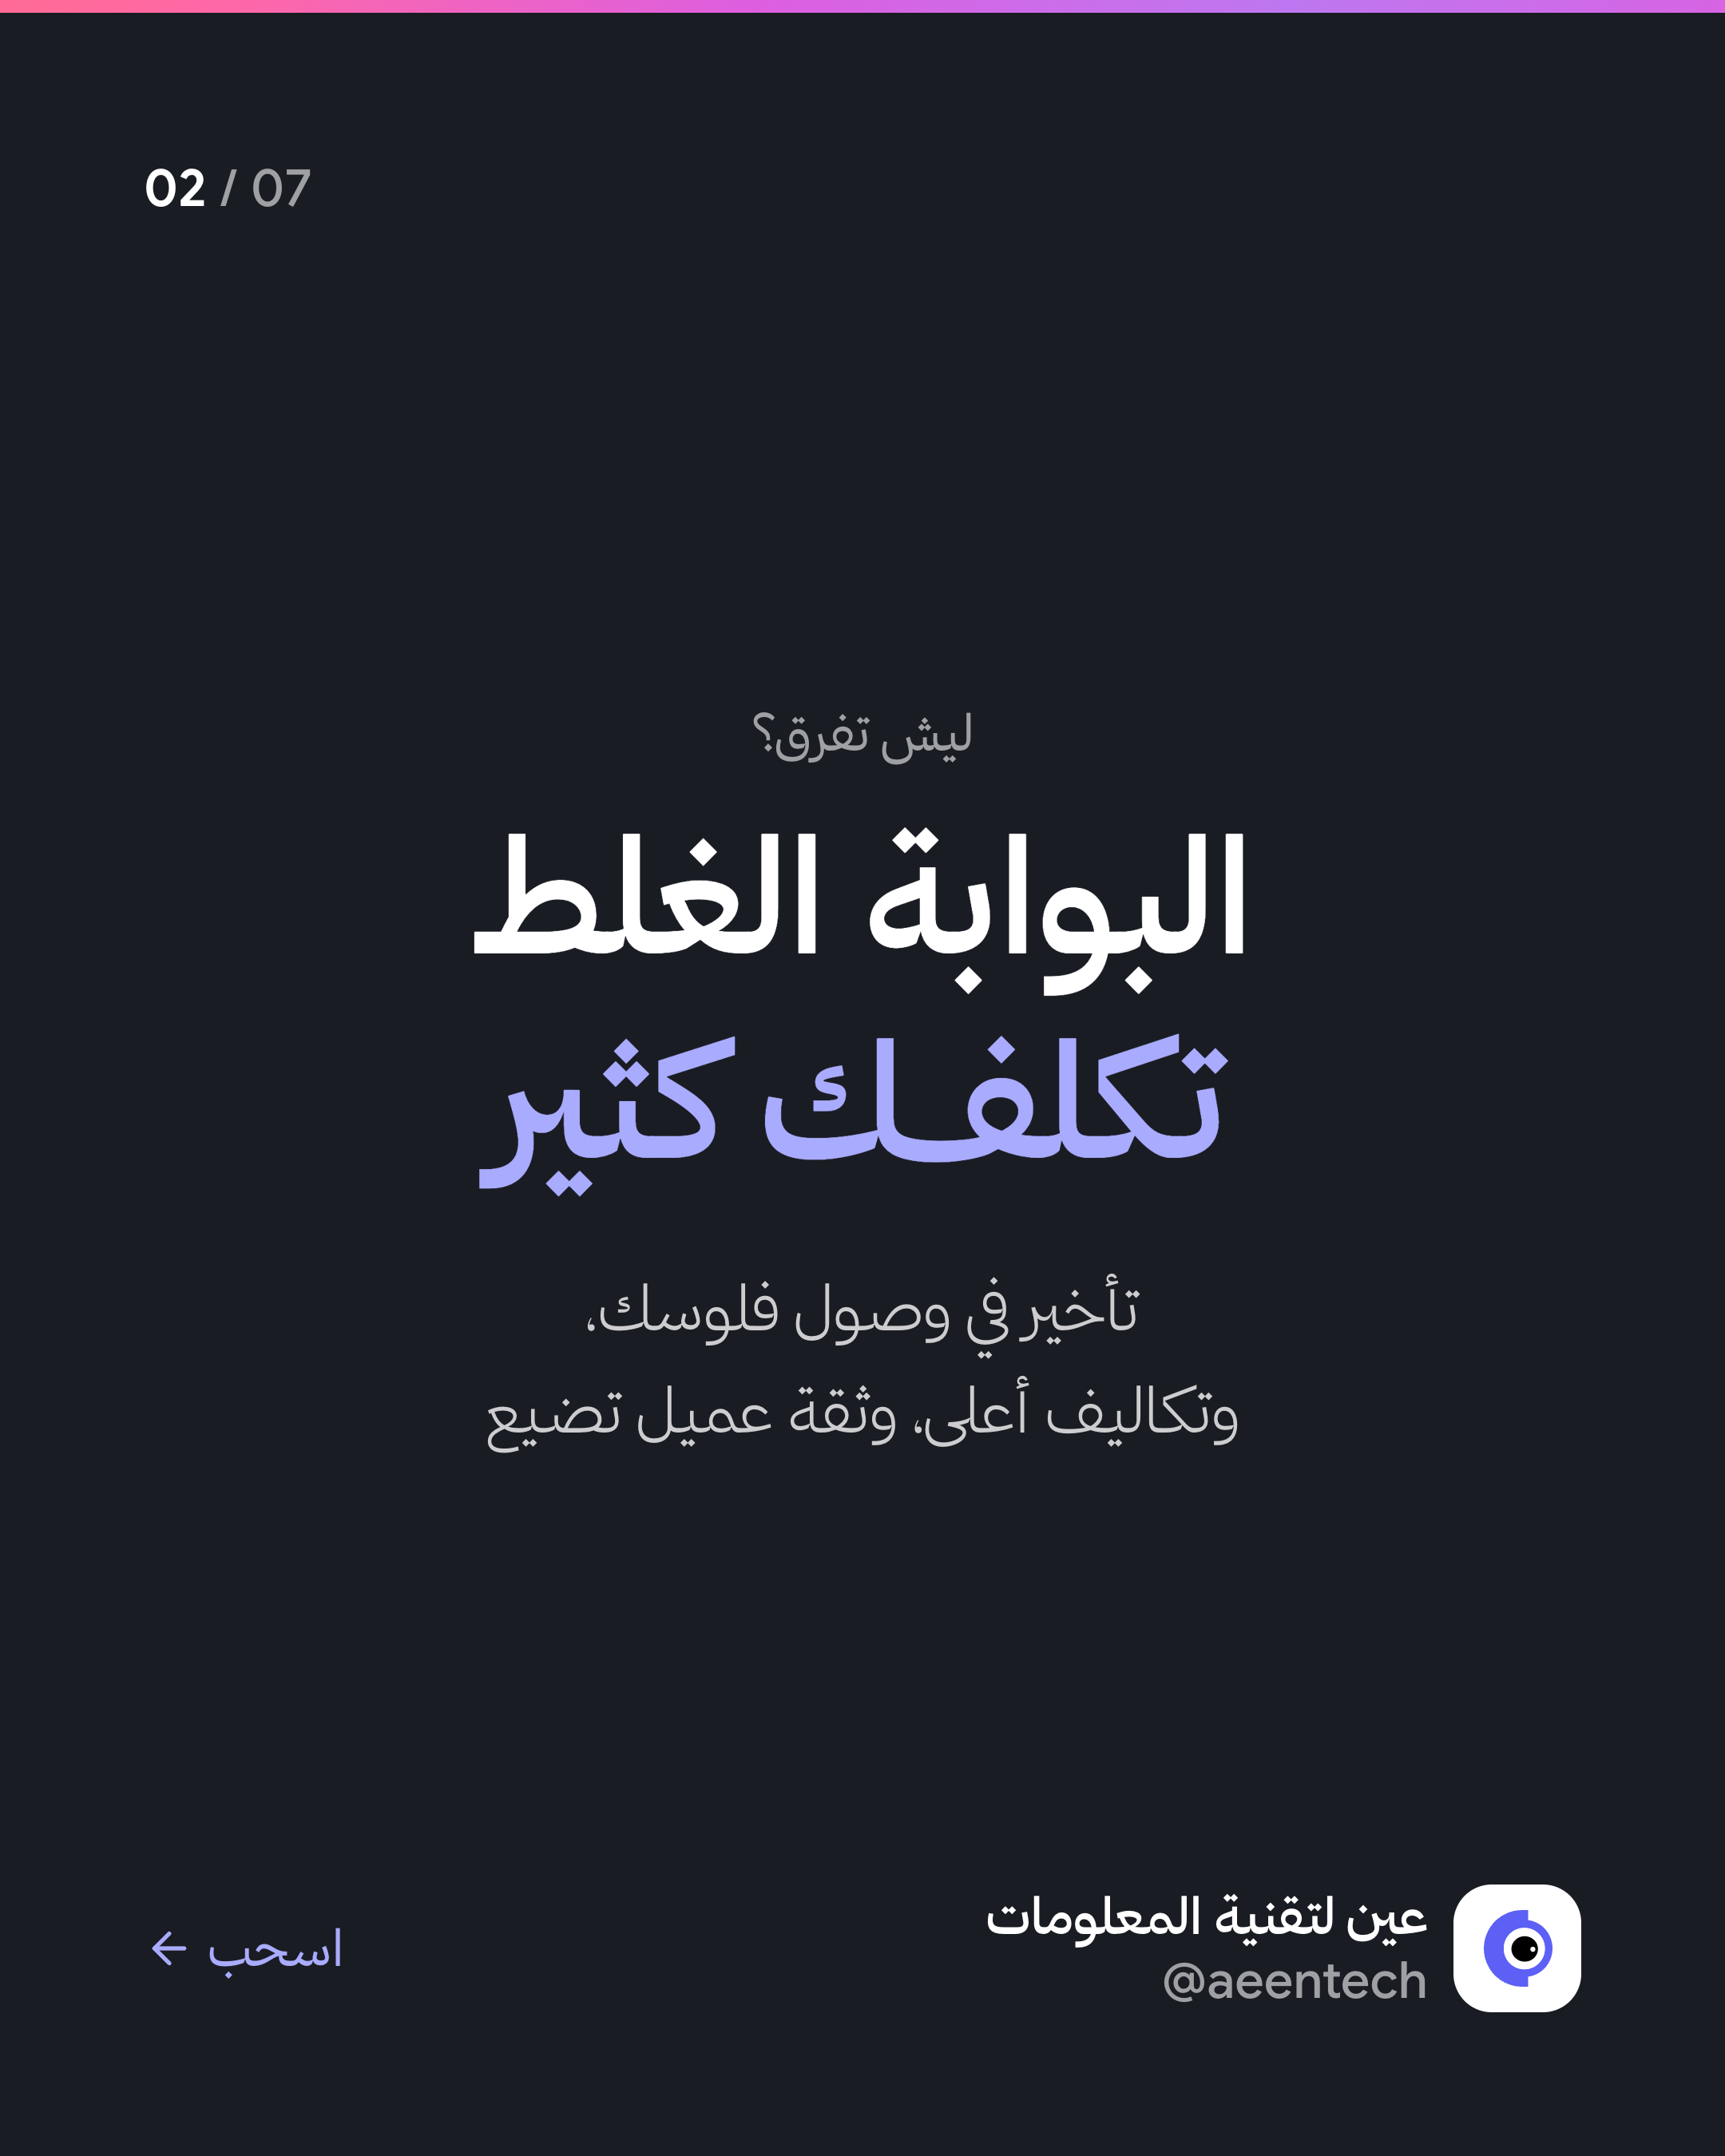 02 / 07
ليش تفرق؟
البوابة الغلط
تكلفك كثير
تأخير في وصول فلوسك،
وتكاليف أعلى، وثقة عميل تضيع
عين لتقنية المعلومات
@aeentech
اسحب ←